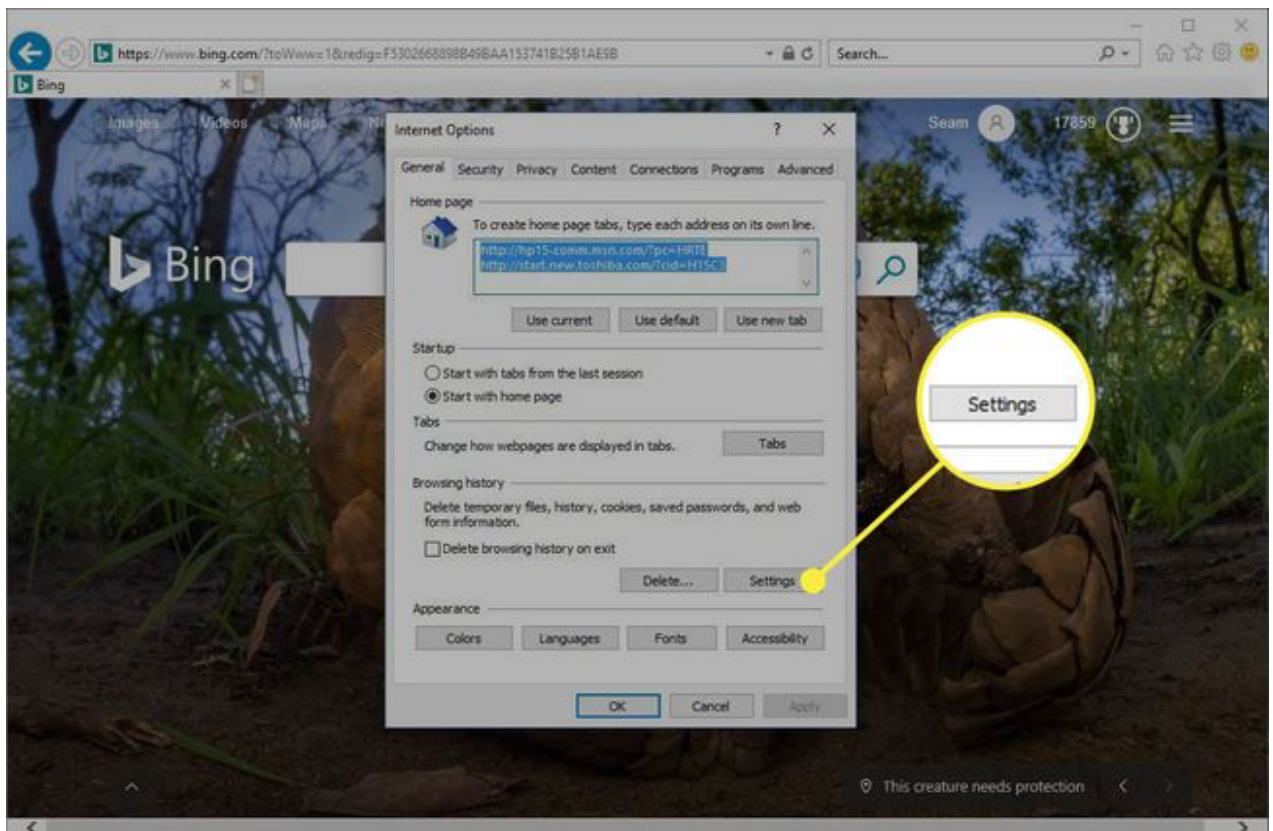 https://www.bing.com/?toWww=1&redig=F5302668898B49BAA153741B25B1AE9B
Search...
Bing
Images Videos Maps
Seam 17859
Internet Options ?
General Security Privacy Content Connections Programs Advanced
Home page
To create home page tabs, type each address on its own line.
http://hp15-comm.msn.com/?pc=HRTE
http://start.new.toshiba.com/?cid=H15C3
Bing
Use current Use default Use new tab
Startup
Start with tabs from the last session
Start with home page
Settings
Tabs
Change how webpages are displayed in tabs. Tabs
Browsing history
Delete temporary files, history, cookies, saved passwords, and web
form information.
Delete browsing history on exit
Delete... Settings
Appearance
Colors Languages Fonts Accessibility
OK Cancel Apply
This creature needs protection